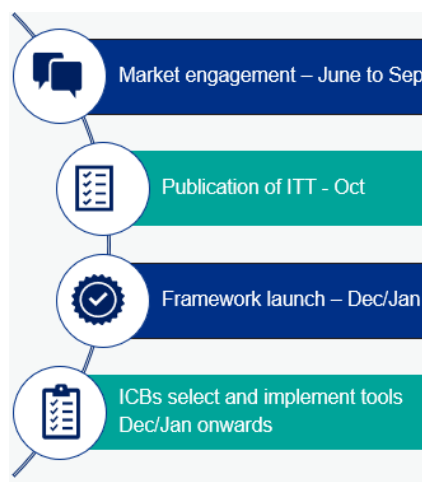 Market engagement – June to Sep
Publication of ITT - Oct
Framework launch – Dec/Jan
ICBs select and implement tools
Dec/Jan onwards